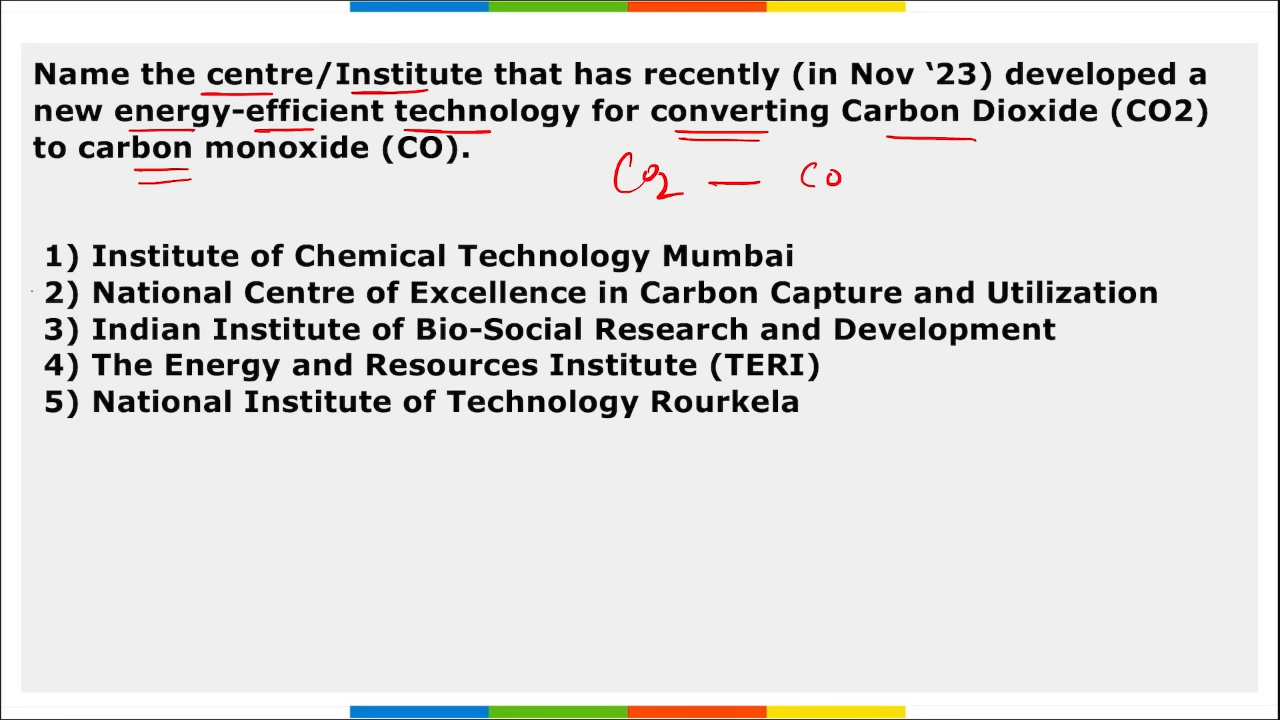 Name the centre/Institute that has recently (in Nov ‘23) developed a
new energy-efficient technology for converting Carbon Dioxide (CO2)
to carbon monoxide (CO).
CO2 — CO
1) Institute of Chemical Technology Mumbai
2) National Centre of Excellence in Carbon Capture and Utilization
3) Indian Institute of Bio-Social Research and Development
4) The Energy and Resources Institute (TERI)
5) National Institute of Technology Rourkela